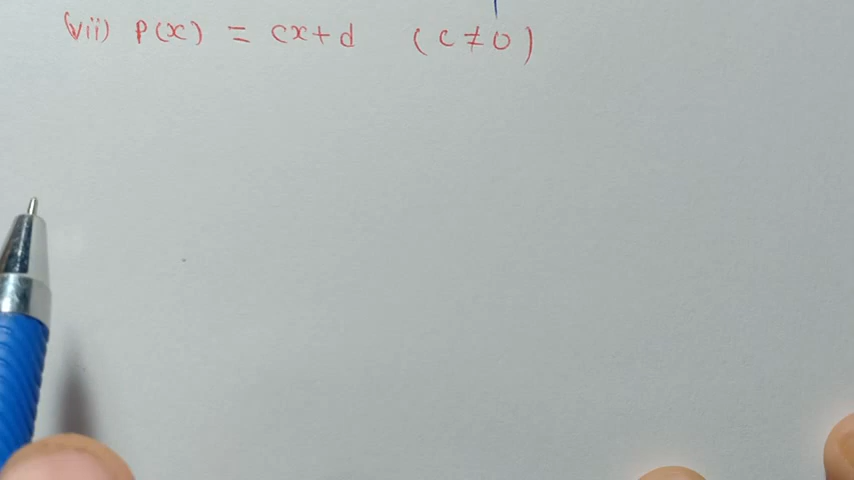 (vii) P(x) = cx+d (c≠0)